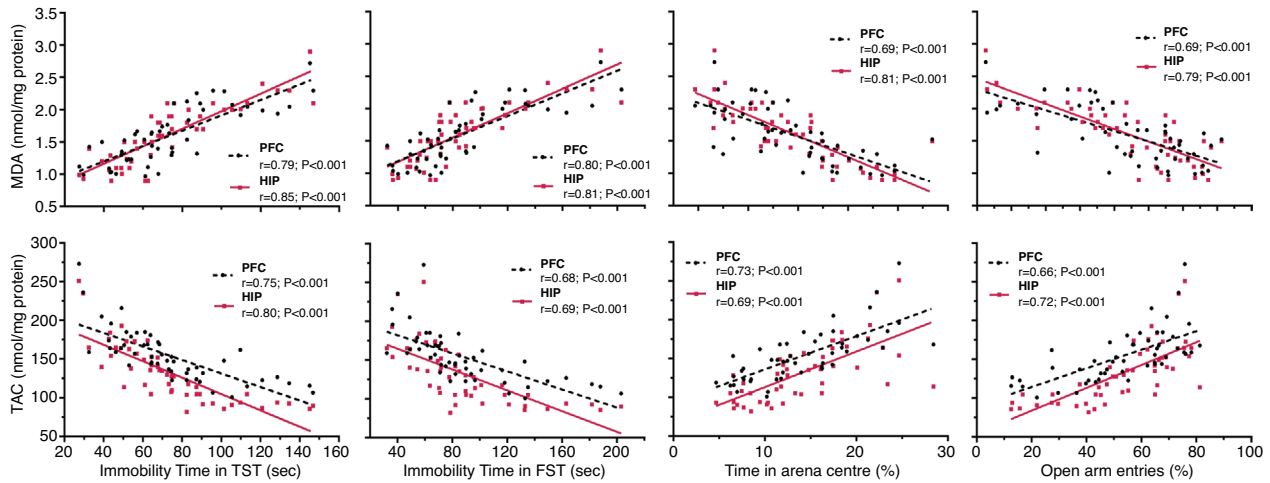 MDA (nmol/mg protein)
3.5
3.0
2.5
2.0
1.5
1.0
0.5
PFC
r=0.79; P<0.001
HIP
r=0.85; P<0.001
PFC
r=0.80; P<0.001
HIP
r=0.81; P<0.001
PFC
r=0.69; P<0.001
HIP
r=0.81; P<0.001
PFC
r=0.69; P<0.001
HIP
r=0.79; P<0.001
TAC (nmol/mg protein)
300
250
200
150
100
50
PFC
r=0.75; P<0.001
HIP
r=0.80; P<0.001
PFC
r=0.68; P<0.001
HIP
r=0.69; P<0.001
PFC
r=0.73; P<0.001
HIP
r=0.69; P<0.001
PFC
r=0.66; P<0.001
HIP
r=0.72; P<0.001
20 40 60 80 100 120 140 160
40 80 120 160 200
0 10 20 30
0 20 40 60 80 100
Immobility Time in TST (sec)
Immobility Time in FST (sec)
Time in arena centre (%)
Open arm entries (%)